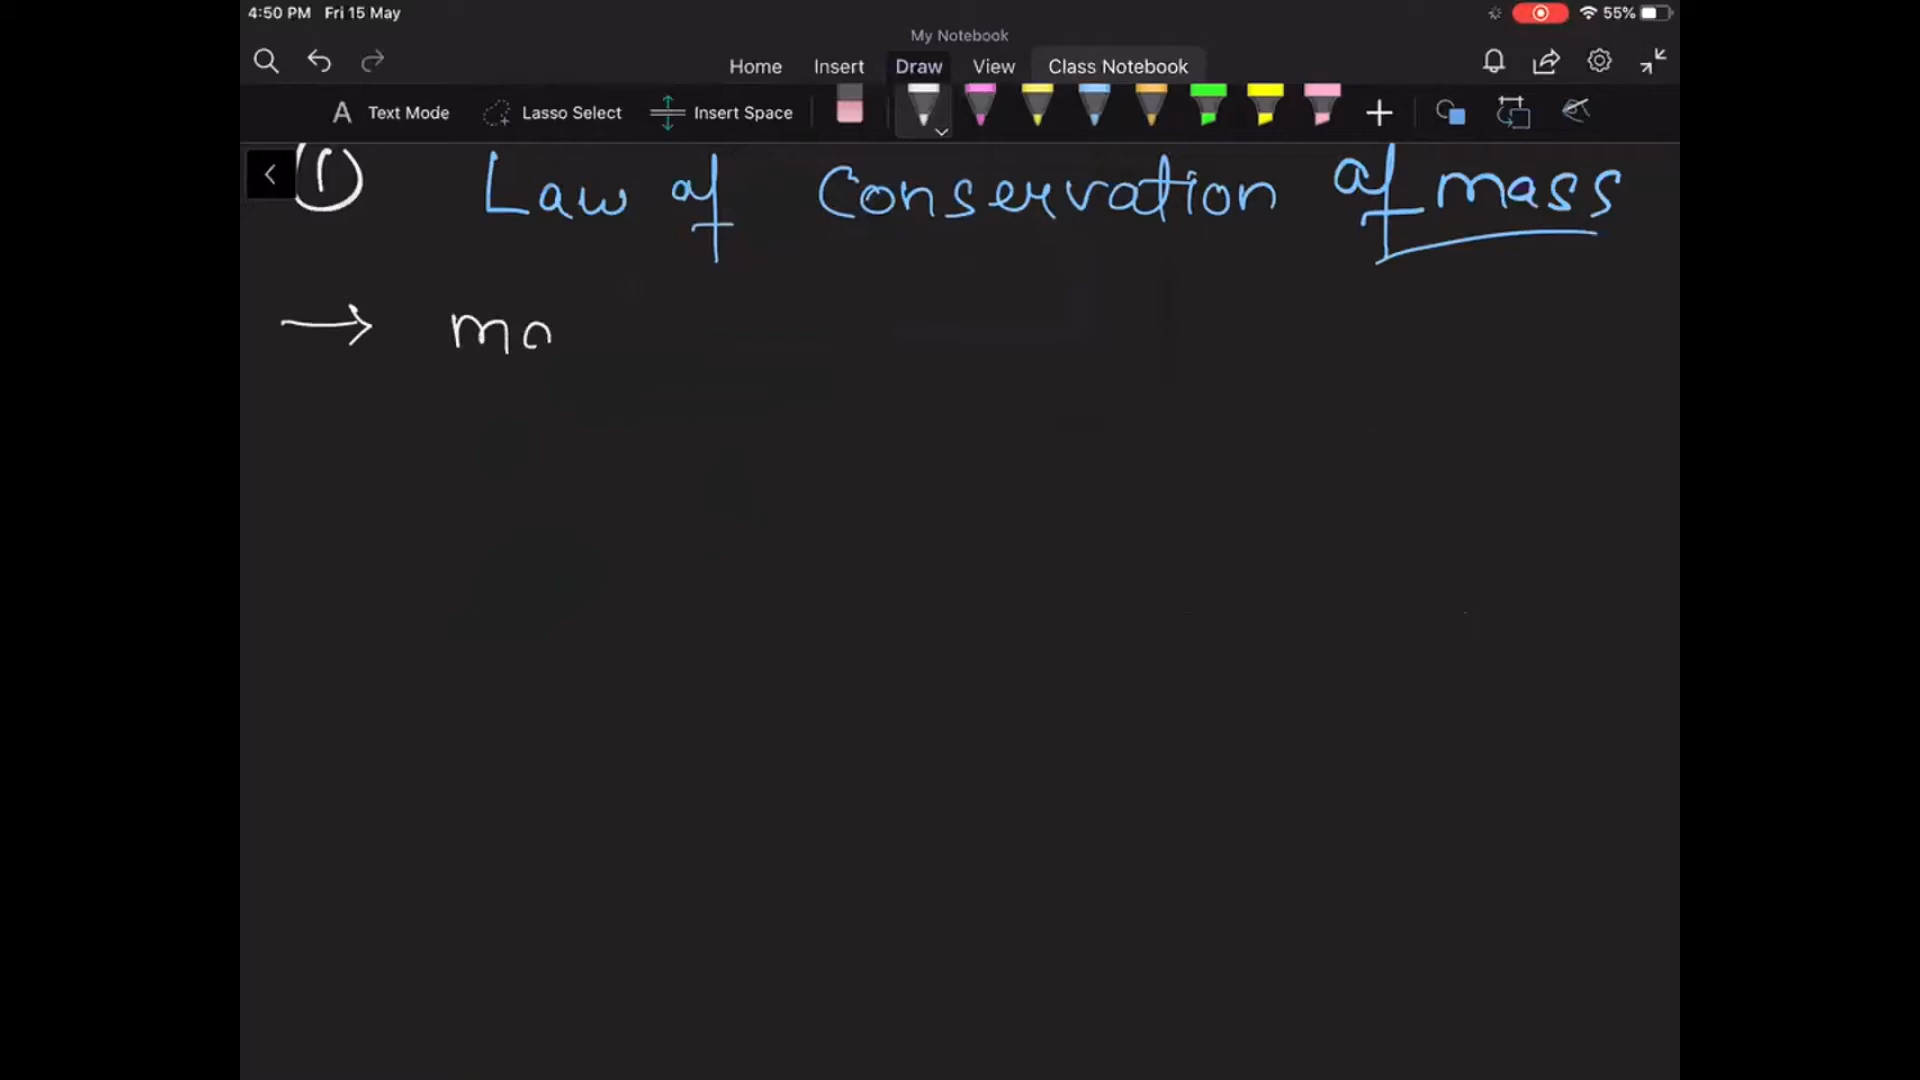 4:50 PM Fri 15 May 55%
My Notebook
Home Insert Draw View Class Notebook
A Text Mode Lasso Select Insert Space
① Law of Conservation of mass
→ ma